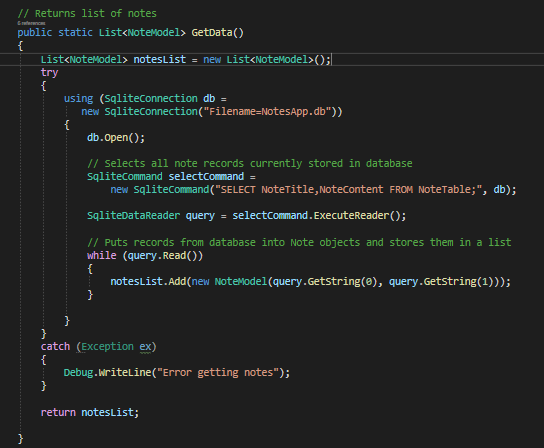 // Returns list of notes
0 references
public static List<NoteModel> GetData()
{
List<NoteModel> notesList = new List<NoteModel>();
try
{
using (SqliteConnection db =
new SqliteConnection("Filename=NotesApp.db"))
{
db.Open();
// Selects all note records currently stored in database
SqliteCommand selectCommand =
new SqliteCommand("SELECT NoteTitle,NoteContent FROM NoteTable;", db);
SqliteDataReader query = selectCommand.ExecuteReader();
// Puts records from database into Note objects and stores them in a list
while (query.Read())
{
notesList.Add(new NoteModel(query.GetString(0), query.GetString(1)));
}
}
}
catch (Exception ex)
{
Debug.WriteLine("Error getting notes");
}
return notesList;
}